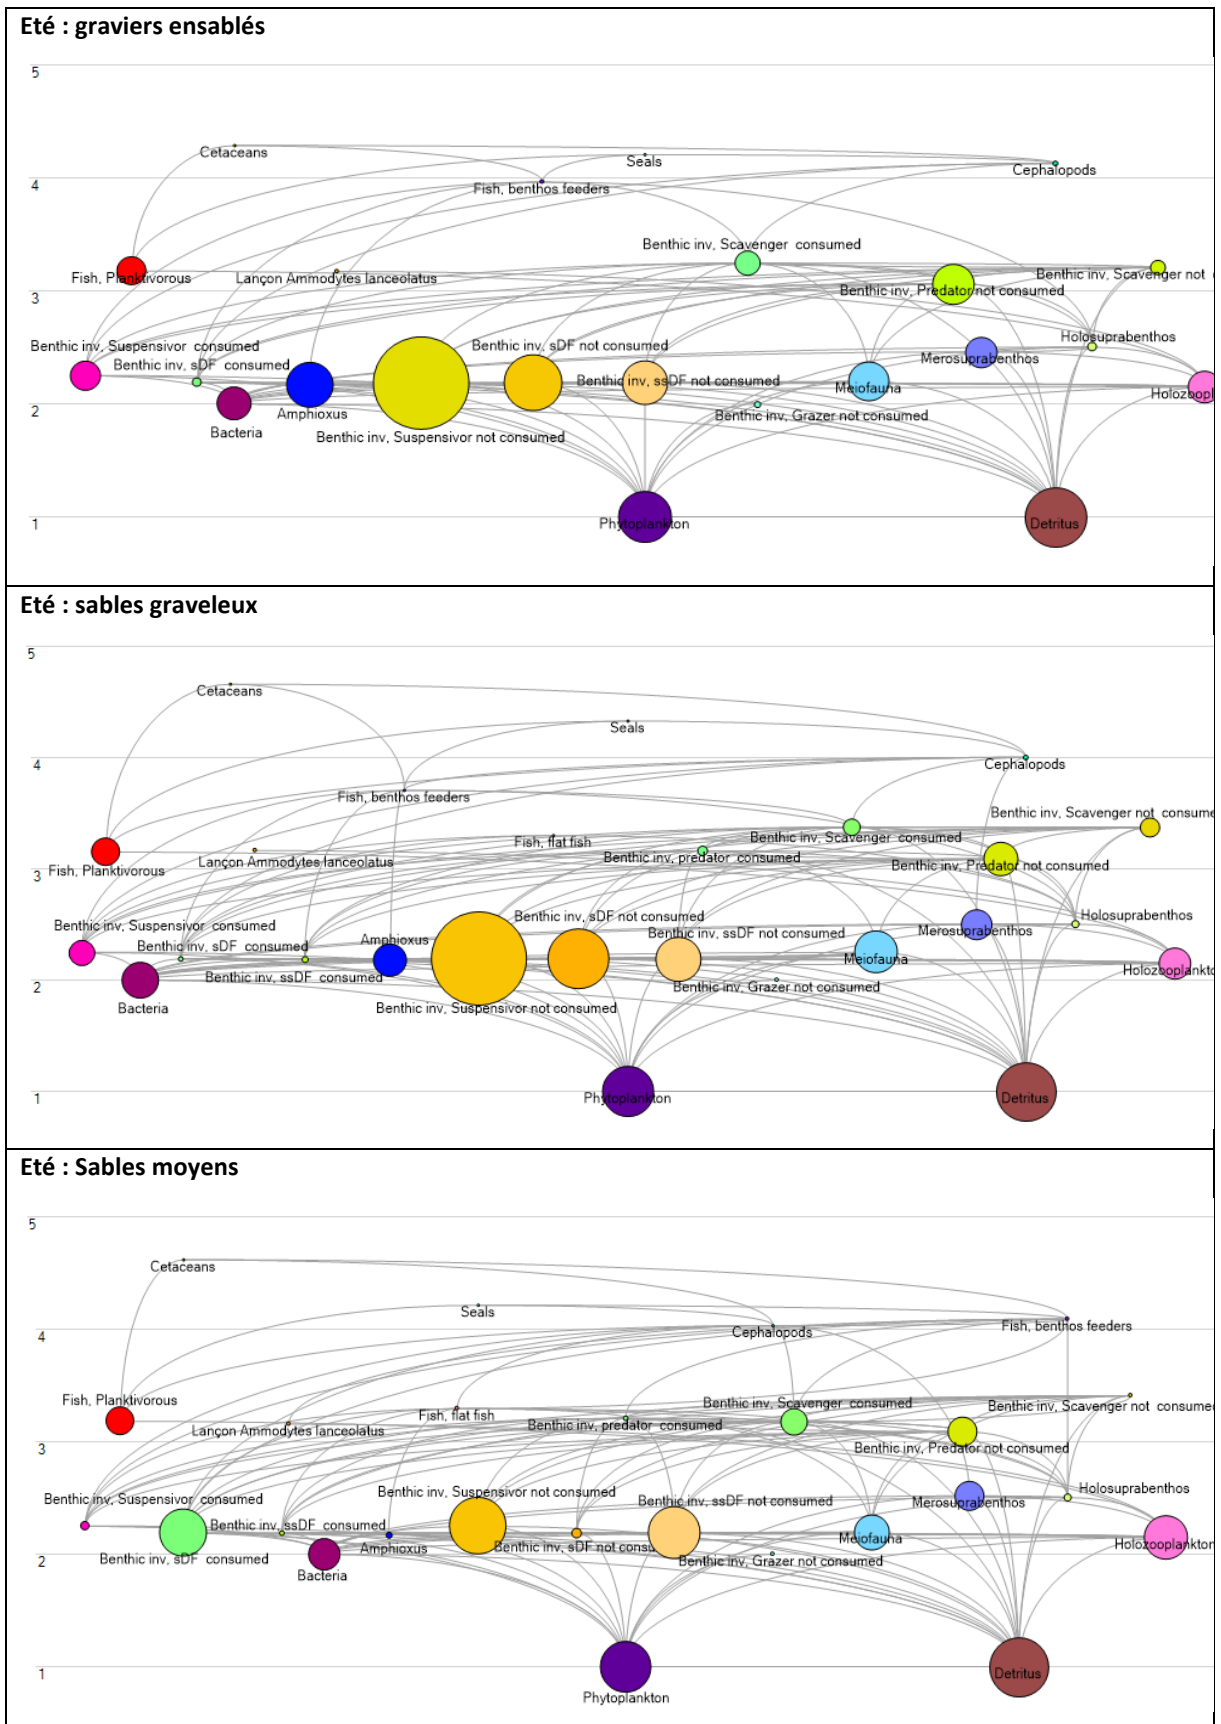 Eté : graviers ensablés
5
Cetaceans
Seals
Cephalopods
4
Fish, benthos feeders
Benthic inv, Scavenger consumed
Fish, Planktivorous
Lançon Ammodytes lanceolatus
Benthic inv, Scavenger not
3
Benthic inv, Predator not consumed
Holosuprabenthos
Benthic inv, Suspensivor consumed
Benthic inv, sDF not consumed
Merosuprabenthos
Benthic inv, sDF consumed
Benthic inv, ssDF not consumed
Meiofauna
Holozoopl
2
Amphioxus
Benthic inv, Grazer not consumed
Bacteria
Benthic inv, Suspensivor not consumed
1
Phytoplankton
Detritus
Eté : sables graveleux
5
Cetaceans
Seals
4
Cephalopods
Fish, benthos feeders
Benthic inv, Scavenger not consume
Fish, flat fish
Benthic inv, Scavenger consumed
Lançon Ammodytes lanceolatus
Benthic inv, predator consumed
Benthic inv, Predator not consumed
3
Fish, Planktivorous
Benthic inv, Suspensivor consumed
Benthic inv, sDF not consumed
Holosuprabenthos
Benthic inv, sDF consumed
Amphioxus
Benthic inv, ssDF not consumed
Merosuprabenthos
Meiofauna
Holozooplankto
Benthic inv, ssDF consumed
2
Benthic inv, Grazer not consumed
Bacteria
Benthic inv, Suspensivor not consumed
1
Phytoplankton
Detritus
Eté : Sables moyens
5
Cetaceans
Seals
4
Cephalopods
Fish, benthos feeders
Fish, Planktivorous
Fish, flat fish
Benthic inv, Scavenger consumed
Benthic inv, Scavenger not consumed
Lançon Ammodytes lanceolatus
Benthic inv, predator consumed
3
Benthic inv, Predator not consumed
Benthic inv, Suspensivor consumed
Benthic inv, Suspensivor not consumed
Benthic inv, ssDF not consumed
Merosuprabenthos
Holosuprabenthos
Benthic inv, ssDF consumed
Meiofauna
Holozooplankton
Amphioxus
Benthic inv, sDF not consu
2
Benthic inv, sDF consumed
Benthic inv, Grazer not consumed
Bacteria
1
Phytoplankton
Detritus